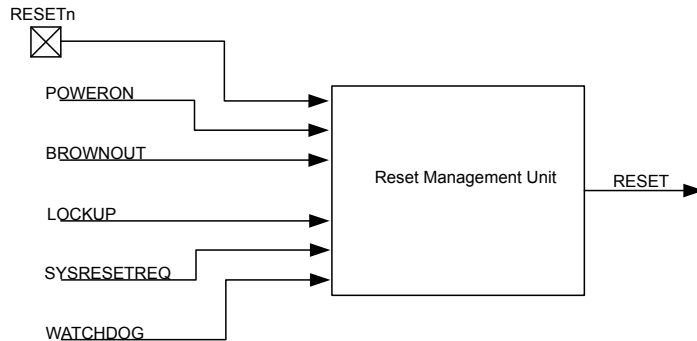 RESETn
POWERON
BROWNOUT
LOCKUP
SYSRESETREQ
WATCHDOG
Reset Management Unit
RESET